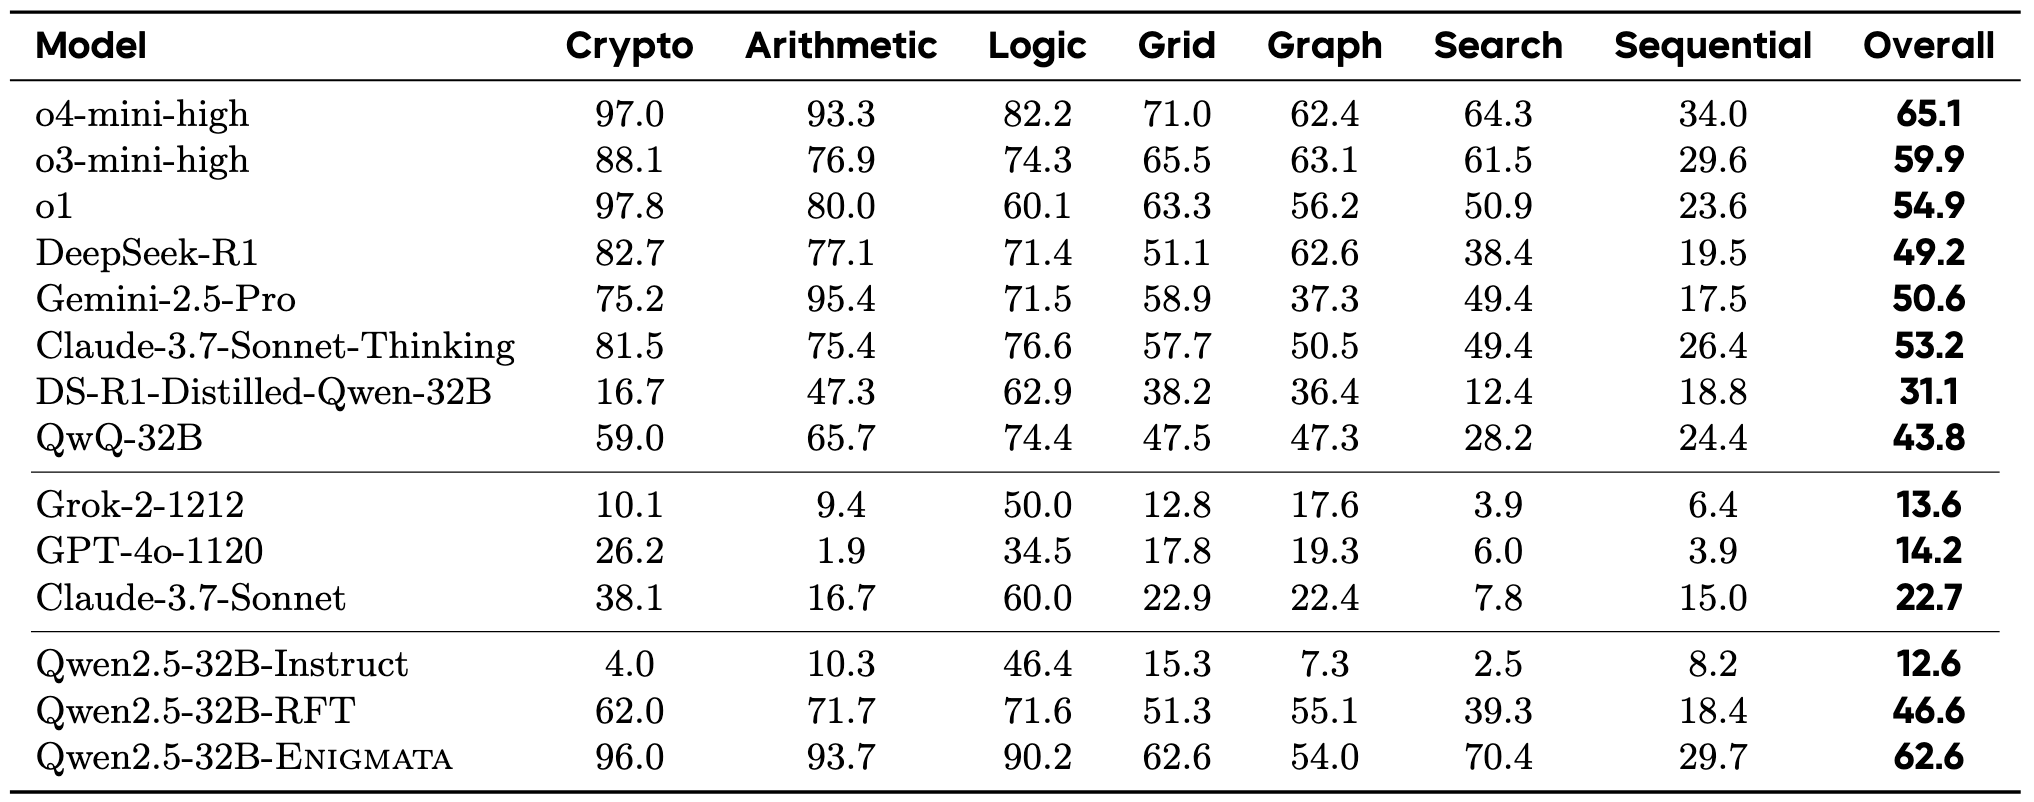 Model Crypto Arithmetic Logic Grid Graph Search Sequential Overall
o4-mini-high 97.0 93.3 82.2 71.0 62.4 64.3 34.0 65.1
o3-mini-high 88.1 76.9 74.3 65.5 63.1 61.5 29.6 59.9
o1 97.8 80.0 60.1 63.3 56.2 50.9 23.6 54.9
DeepSeek-R1 82.7 77.1 71.4 51.1 62.6 38.4 19.5 49.2
Gemini-2.5-Pro 75.2 95.4 71.5 58.9 37.3 49.4 17.5 50.6
Claude-3.7-Sonnet-Thinking 81.5 75.4 76.6 57.7 50.5 49.4 26.4 53.2
DS-R1-Distilled-Qwen-32B 16.7 47.3 62.9 38.2 36.4 12.4 18.8 31.1
QwQ-32B 59.0 65.7 74.4 47.5 47.3 28.2 24.4 43.8
Grok-2-1212 10.1 9.4 50.0 12.8 17.6 3.9 6.4 13.6
GPT-4o-1120 26.2 1.9 34.5 17.8 19.3 6.0 3.9 14.2
Claude-3.7-Sonnet 38.1 16.7 60.0 22.9 22.4 7.8 15.0 22.7
Qwen2.5-32B-Instruct 4.0 10.3 46.4 15.3 7.3 2.5 8.2 12.6
Qwen2.5-32B-RFT 62.0 71.7 71.6 51.3 55.1 39.3 18.4 46.6
Qwen2.5-32B-ENIGMATA 96.0 93.7 90.2 62.6 54.0 70.4 29.7 62.6